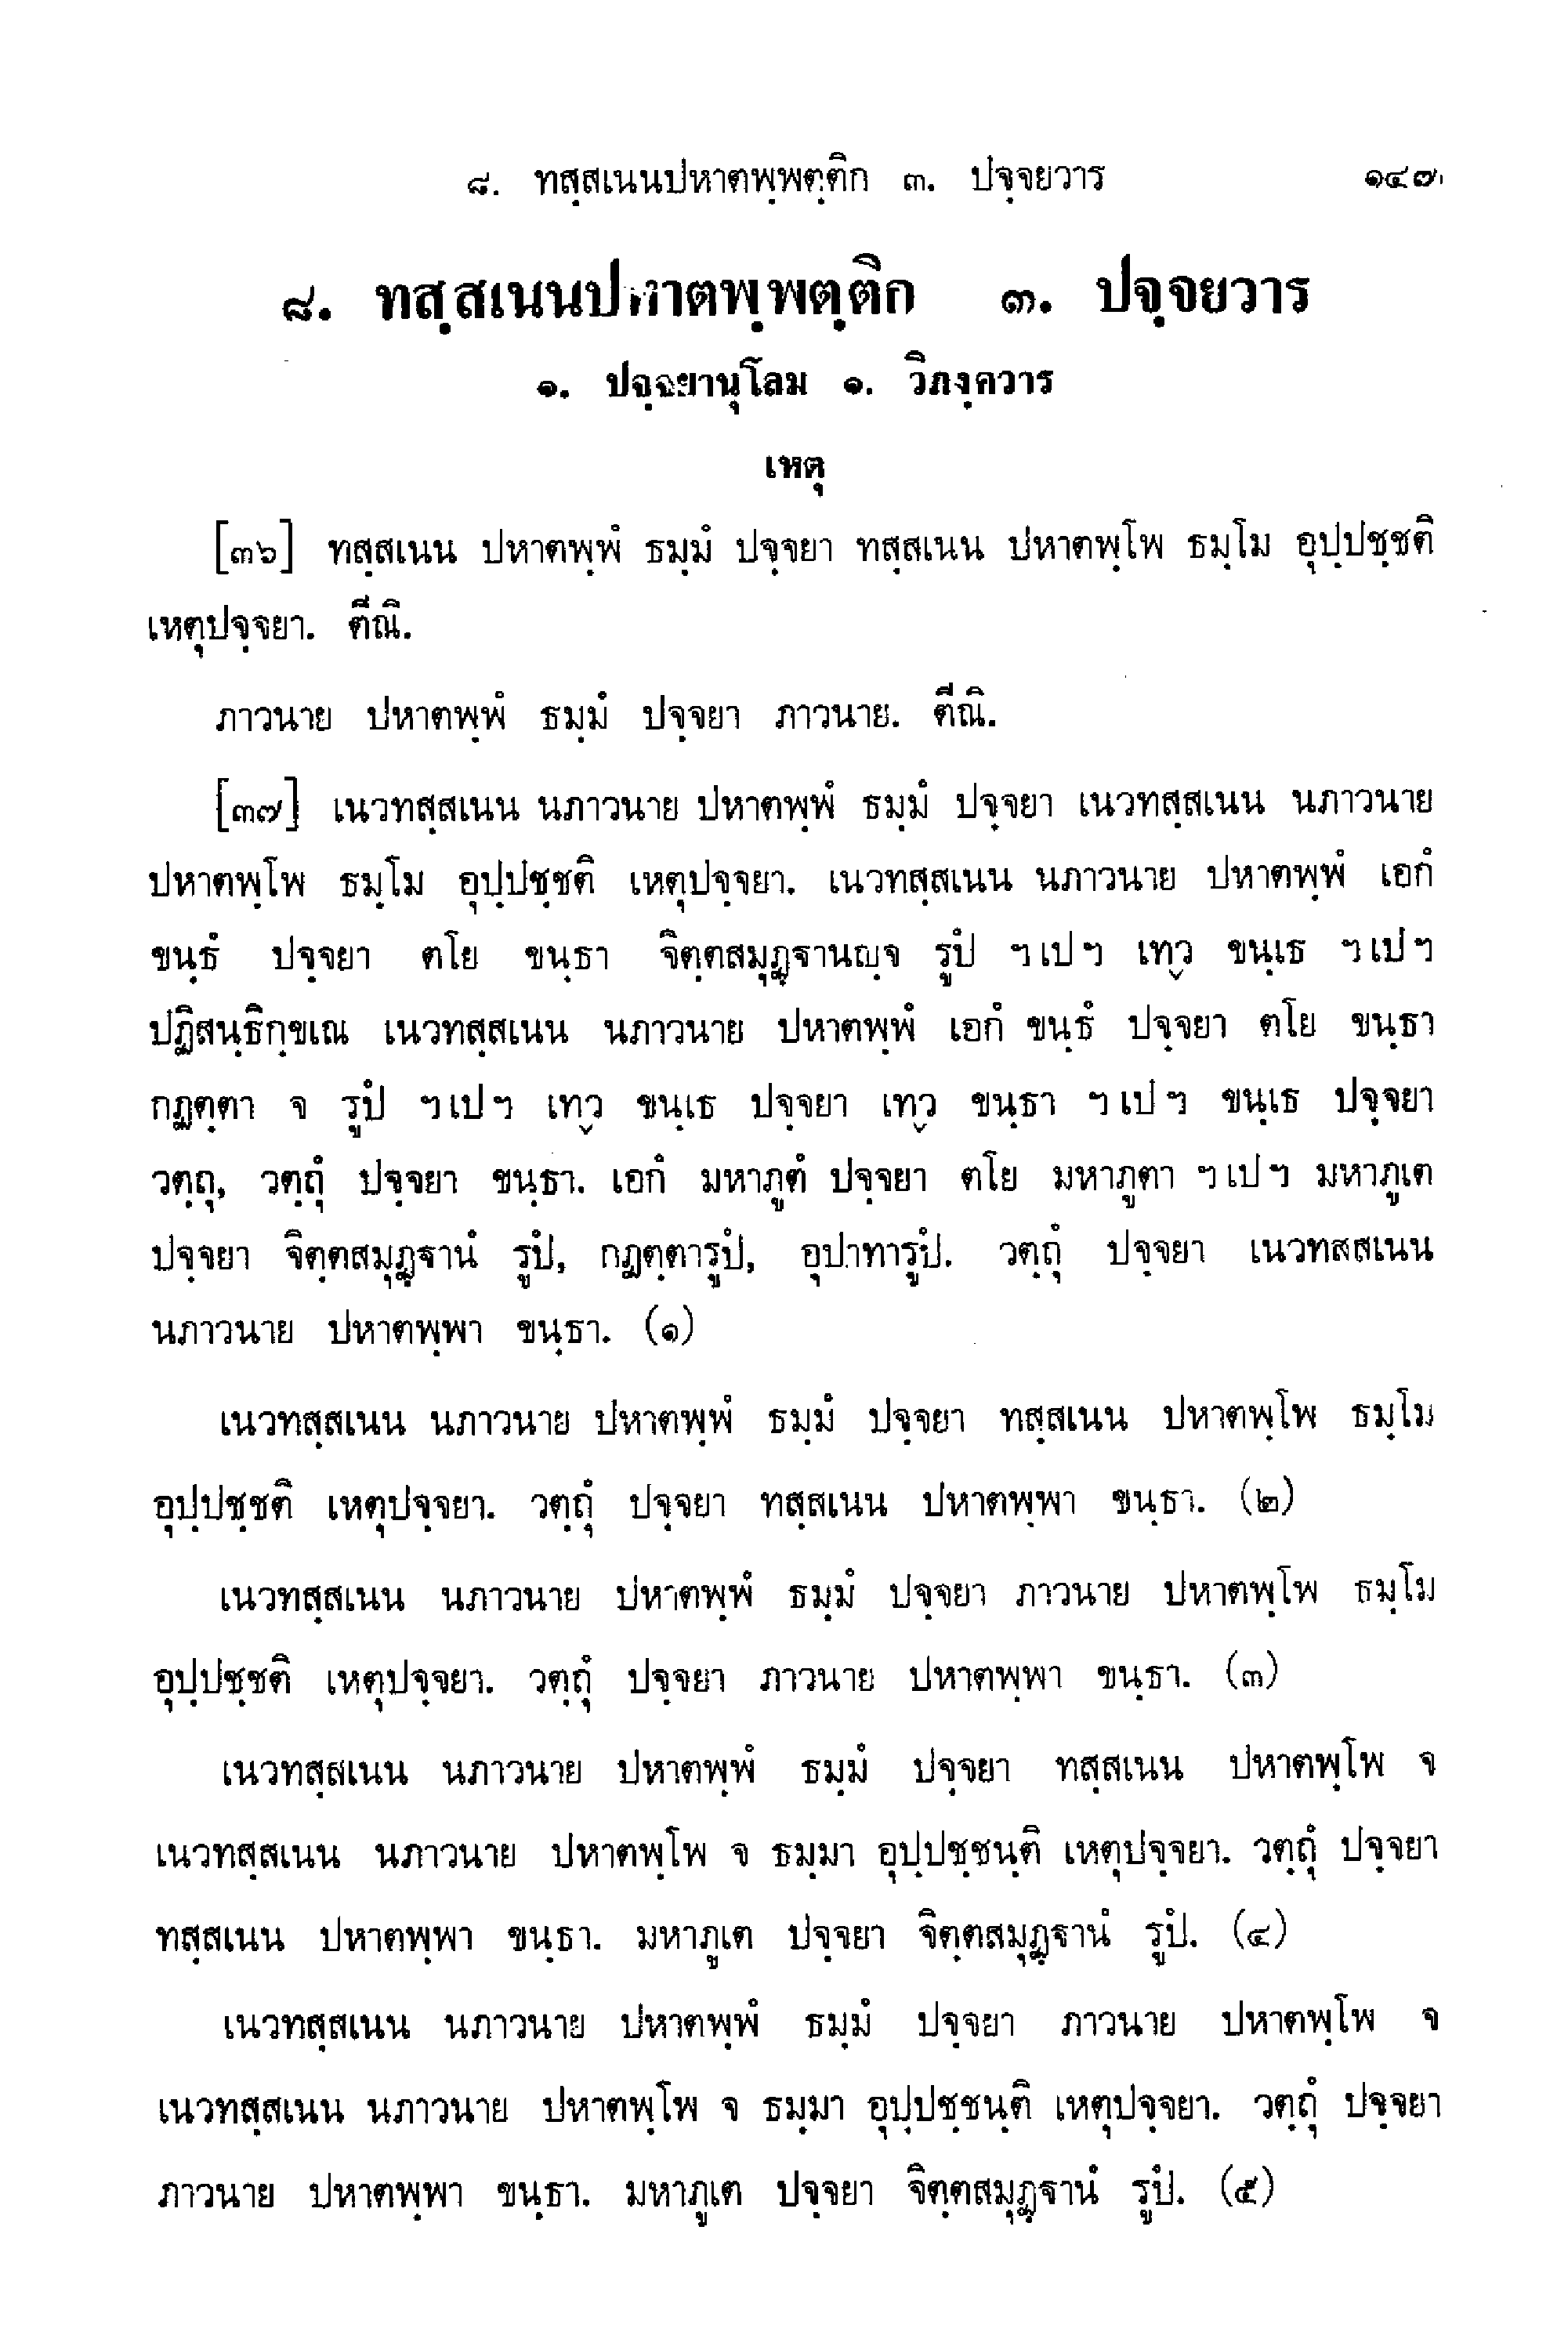 ๘. ทสฺสเนนปหาตพฺพตฺติก ๓. ปจฺจยวาร ๑๔๗
๘. ทสฺสเนนปหาตพฺพตฺติก ๓. ปจฺจยวาร
๑. ปจฺจยานุโลม ๑. วิภงฺควาร
เหตุ
[๓๖] ทสฺสเนน ปหาตพฺพํ ธมฺมํ ปจฺจยา ทสฺสเนน ปหาตพฺโพ ธมฺโม อุปฺปชฺชติ
เหตุปจฺจยา. ตีณิ.
ภาวนาย ปหาตพฺพํ ธมฺมํ ปจฺจยา ภาวนาย. ตีณิ.
[๓๗] เนวทสฺสเนน นภาวนาย ปหาตพฺพํ ธมฺมํ ปจฺจยา เนวทสฺสเนน นภาวนาย
ปหาตพฺโพ ธมฺโม อุปฺปชฺชติ เหตุปจฺจยา. เนวทสฺสเนน นภาวนาย ปหาตพฺพํ เอกํ
ขนฺธํ ปจฺจยา ตโย ขนฺธา จิตฺตสมุฏฺฐานญฺจ รูปํ ฯเปฯ เทฺว ขนฺเธ ฯเปฯ
ปฏิสนฺธิกฺขเณ เนวทสฺสเนน นภาวนาย ปหาตพฺพํ เอกํ ขนฺธํ ปจฺจยา ตโย ขนฺธา
กฏตฺตา จ รูปํ ฯเปฯ เทฺว ขนฺเธ ปจฺจยา เทฺว ขนฺธา ฯเปฯ ขนฺเธ ปจฺจยา
วตฺถุ, วตฺถุํ ปจฺจยา ขนฺธา. เอกํ มหาภูตํ ปจฺจยา ตโย มหาภูตา ฯเปฯ มหาภูเต
ปจฺจยา จิตฺตสมุฏฺฐานํ รูปํ, กฏตฺตารูปํ, อุปาทารูปํ. วตฺถุํ ปจฺจยา เนวทสสเนน
นภาวนาย ปหาตพฺพา ขนฺธา. (๑)
เนวทสฺสเนน นภาวนาย ปหาตพฺพํ ธมฺมํ ปจฺจยา ทสฺสเนน ปหาตพฺโพ ธมฺโม
อุปฺปชฺชติ เหตุปจฺจยา. วตฺถุํ ปจฺจยา ทสฺสเนน ปหาตพฺพา ขนฺธา. (๒)
เนวทสฺสเนน นภาวนาย ปหาตพฺพํ ธมฺมํ ปจฺจยา ภาวนาย ปหาตพฺโพ ธมฺโม
อุปฺปชฺชติ เหตุปจฺจยา. วตฺถุํ ปจฺจยา ภาวนาย ปหาตพฺพา ขนฺธา. (๓)
เนวทสฺสเนน นภาวนาย ปหาตพฺพํ ธมฺมํ ปจฺจยา ทสฺสเนน ปหาตพฺโพ จ
เนวทสฺสเนน นภาวนาย ปหาตพฺโพ จ ธมฺมา อุปฺปชฺชนฺติ เหตุปจฺจยา. วตฺถุํ ปจฺจยา
ทสฺสเนน ปหาตพฺพา ขนฺธา. มหาภูเต ปจฺจยา จิตฺตสมุฏฺฐานํ รูปํ. (๔)
เนวทสฺสเนน นภาวนาย ปหาตพฺพํ ธมฺมํ ปจฺจยา ภาวนาย ปหาตพฺโพ จ
เนวทสฺสเนน นภาวนาย ปหาตพฺโพ จ ธมฺมา อุปฺปชฺชนฺติ เหตุปจฺจยา. วตฺถุํ ปจฺจยา
ภาวนาย ปหาตพฺพา ขนฺธา. มหาภูเต ปจฺจยา จิตฺตสมุฏฺฐานํ รูปํ. (๕)